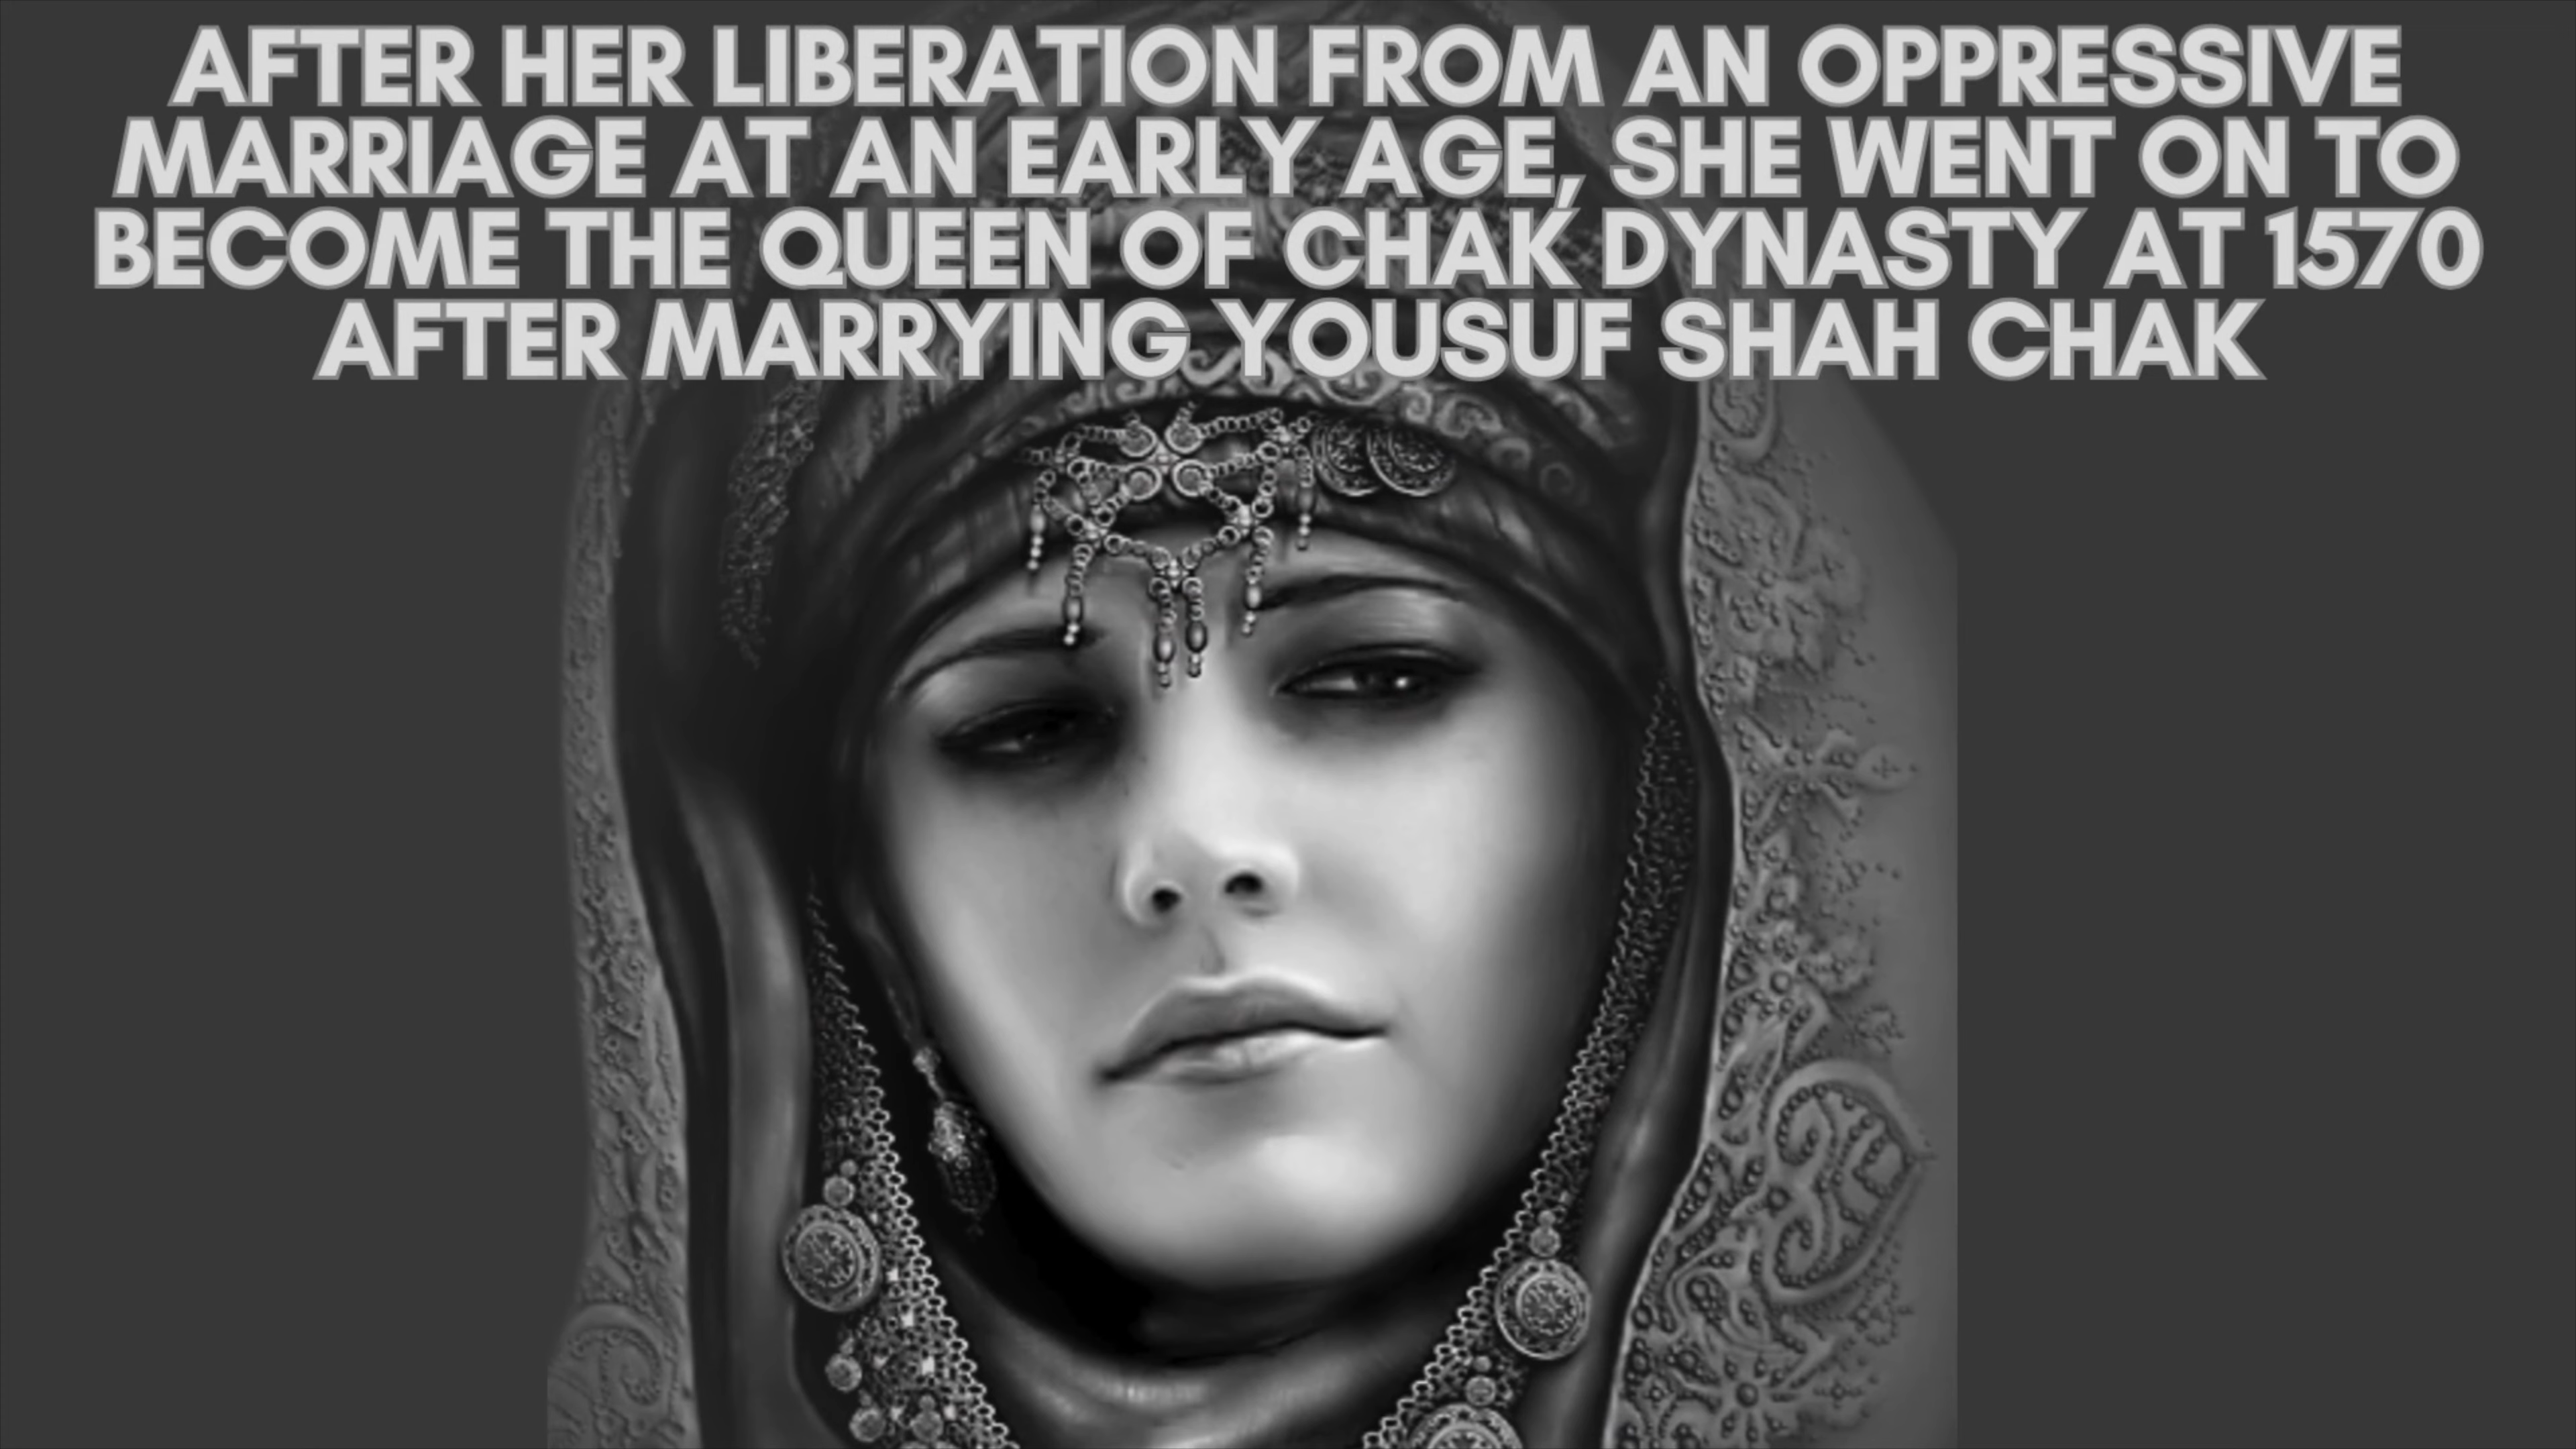 AFTER HER LIBERATION FROM AN OPPRESSIVE
MARRIAGE AT AN EARLY AGE, SHE WENT ON TO
BECOME THE QUEEN OF CHAK DYNASTY AT 1570
AFTER MARRYING YOUSUF SHAH CHAK